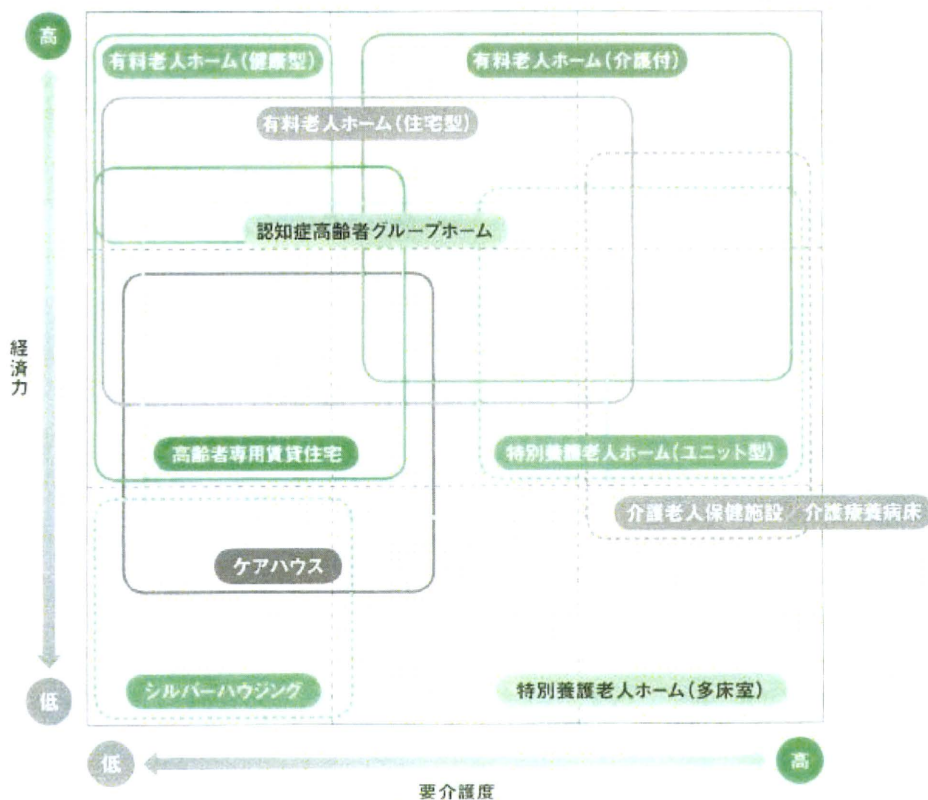 高
有料老人ホーム(健康型)
有料老人ホーム(介護付)
有料老人ホーム(住宅型)
認知症高齢者グループホーム
経済力
高齢者専用賃貸住宅
特別養護老人ホーム(ユニット型)
介護老人保健施設/介護療養病床
ケアハウス
シルバーハウジング
特別養護老人ホーム(多床室)
低
低
高
要介護度